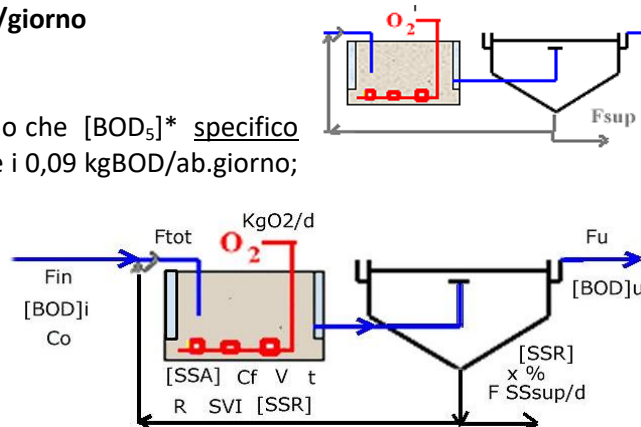 /giorno
O₂
o che [BOD₅]* specifico
Fsup
e i 0,09 kgBOD/ab.giorno;
KgO2/d
Ftot
O₂
Fu
Fin
[BOD]i
[BOD]u
Co
[SSR]
[SSA] Cf V t
x %
F SSsup/d
R SVI [SSR]